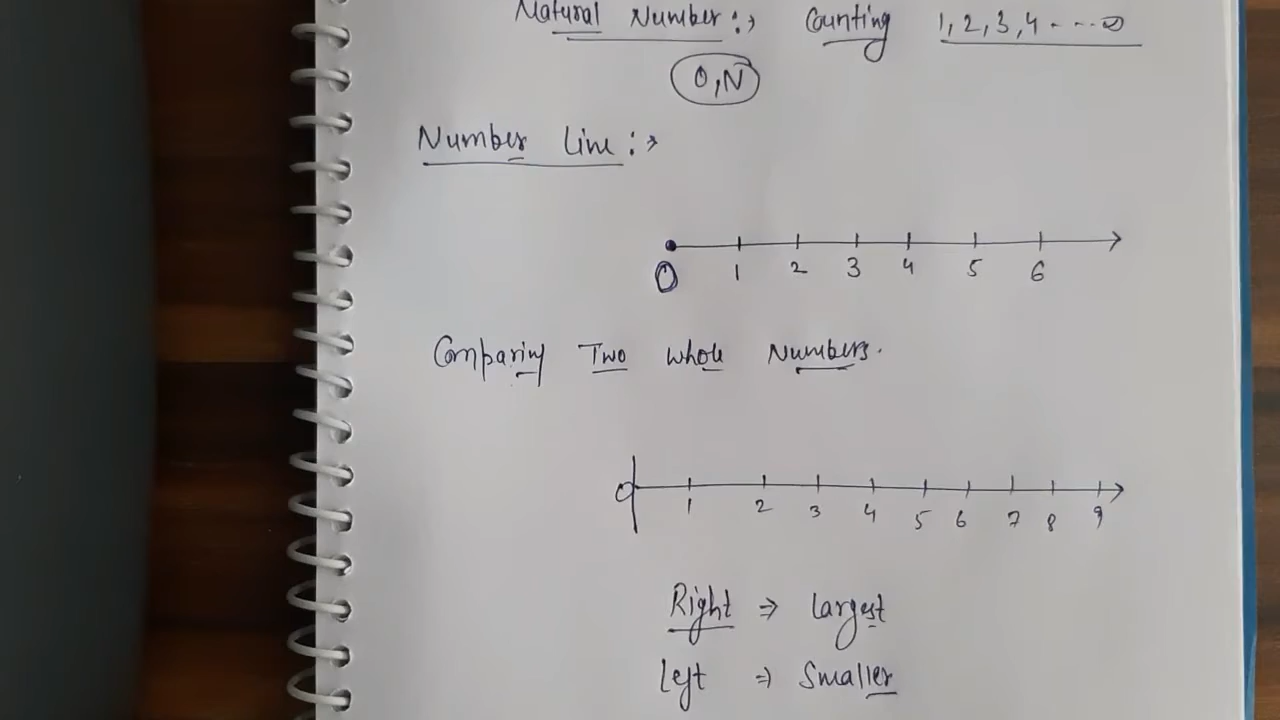 Natural Number :→ Counting 1, 2, 3, 4 - - - ∞
0, N
Number Line :→
0 1 2 3 4 5 6
Comparing Two Whole Numbers.
0 1 2 3 4 5 6 7 8 9
Right ⇒ largest
Left ⇒ Smaller